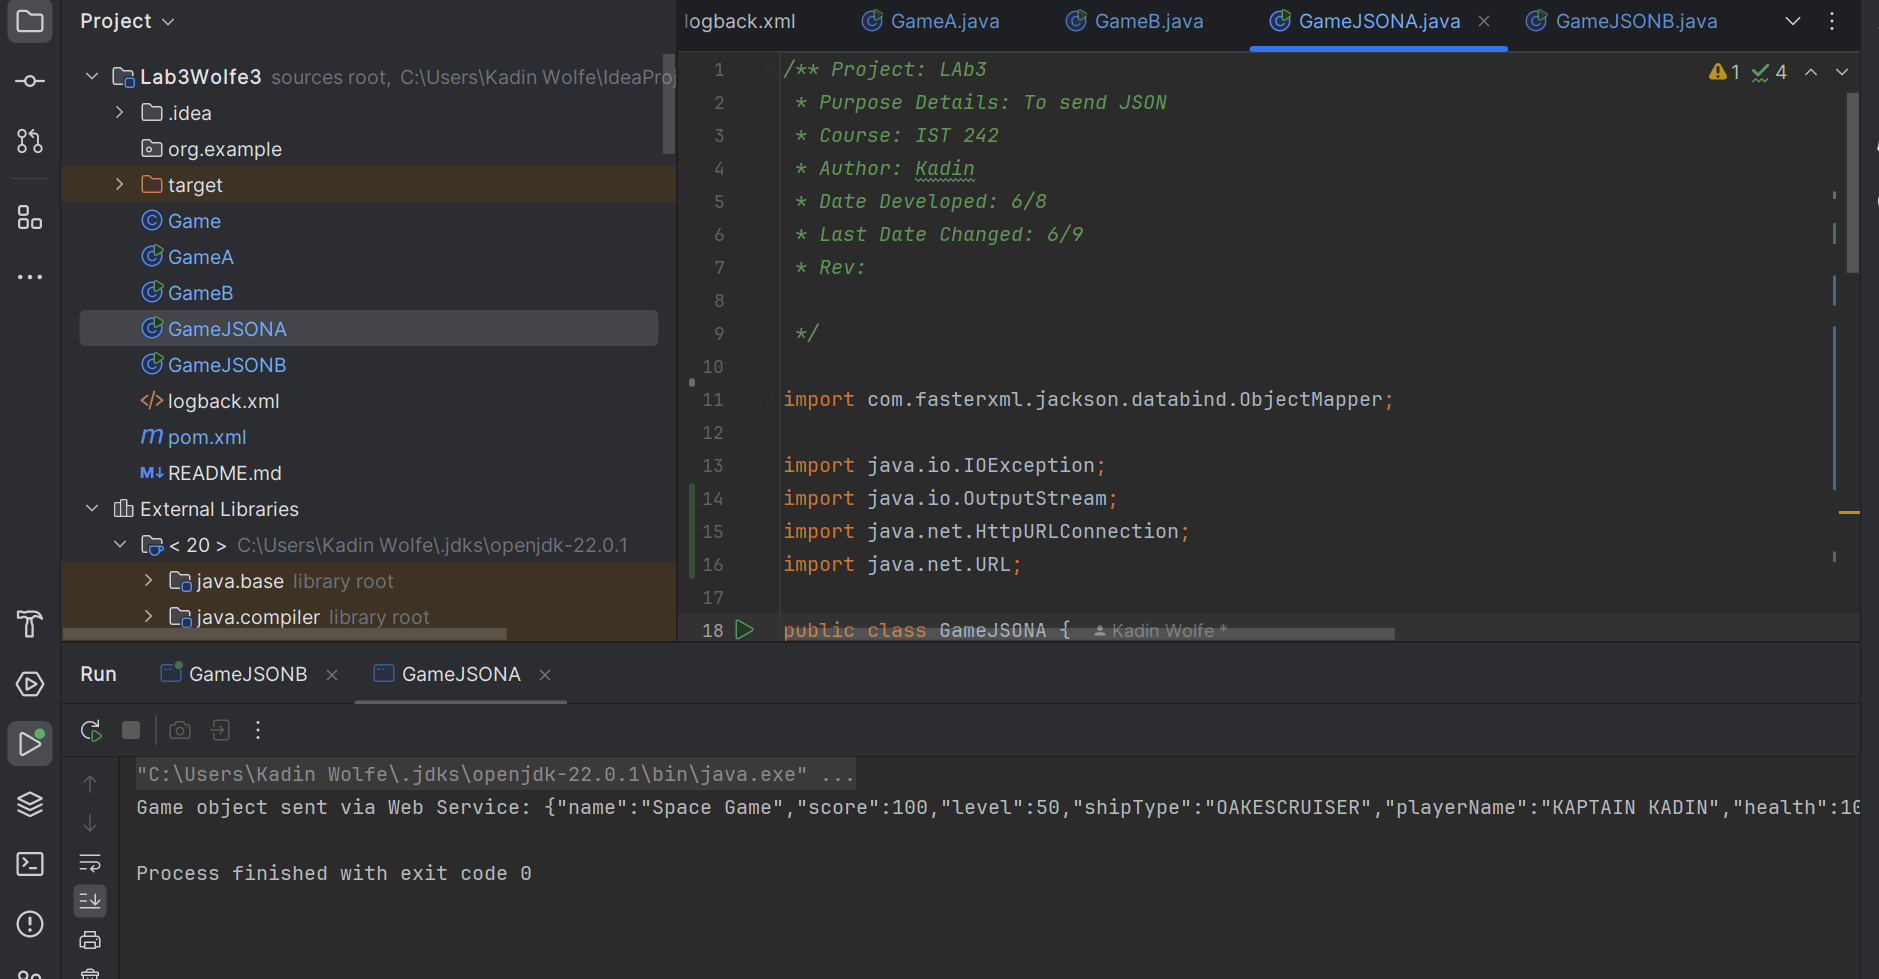 Project
logback.xml
GameA.java
GameB.java
GameJSONA.java
GameJSONB.java
Lab3Wolfe3 sources root, C:\Users\Kadin Wolfe\IdeaProj
.idea
org.example
target
Game
GameA
GameB
GameJSONA
GameJSONB
logback.xml
pom.xml
README.md
External Libraries
< 20 > C:\Users\Kadin Wolfe\.jdks\openjdk-22.0.1
java.base library root
java.compiler library root
1 4
1 /** Project: LAb3
2 * Purpose Details: To send JSON
3 * Course: IST 242
4 * Author: Kadin
5 * Date Developed: 6/8
6 * Last Date Changed: 6/9
7 * Rev:
8
9 */
10
11 import com.fasterxml.jackson.databind.ObjectMapper;
12
13 import java.io.IOException;
14 import java.io.OutputStream;
15 import java.net.HttpURLConnection;
16 import java.net.URL;
17
18 public class GameJSONA { Kadin Wolfe *
Run GameJSONB GameJSONA
"C:\Users\Kadin Wolfe\.jdks\openjdk-22.0.1\bin\java.exe" ...
Game object sent via Web Service: {"name":"Space Game","score":100,"level":50,"shipType":"OAKESCRUISER","playerName":"KAPTAIN KADIN","health":10
Process finished with exit code 0